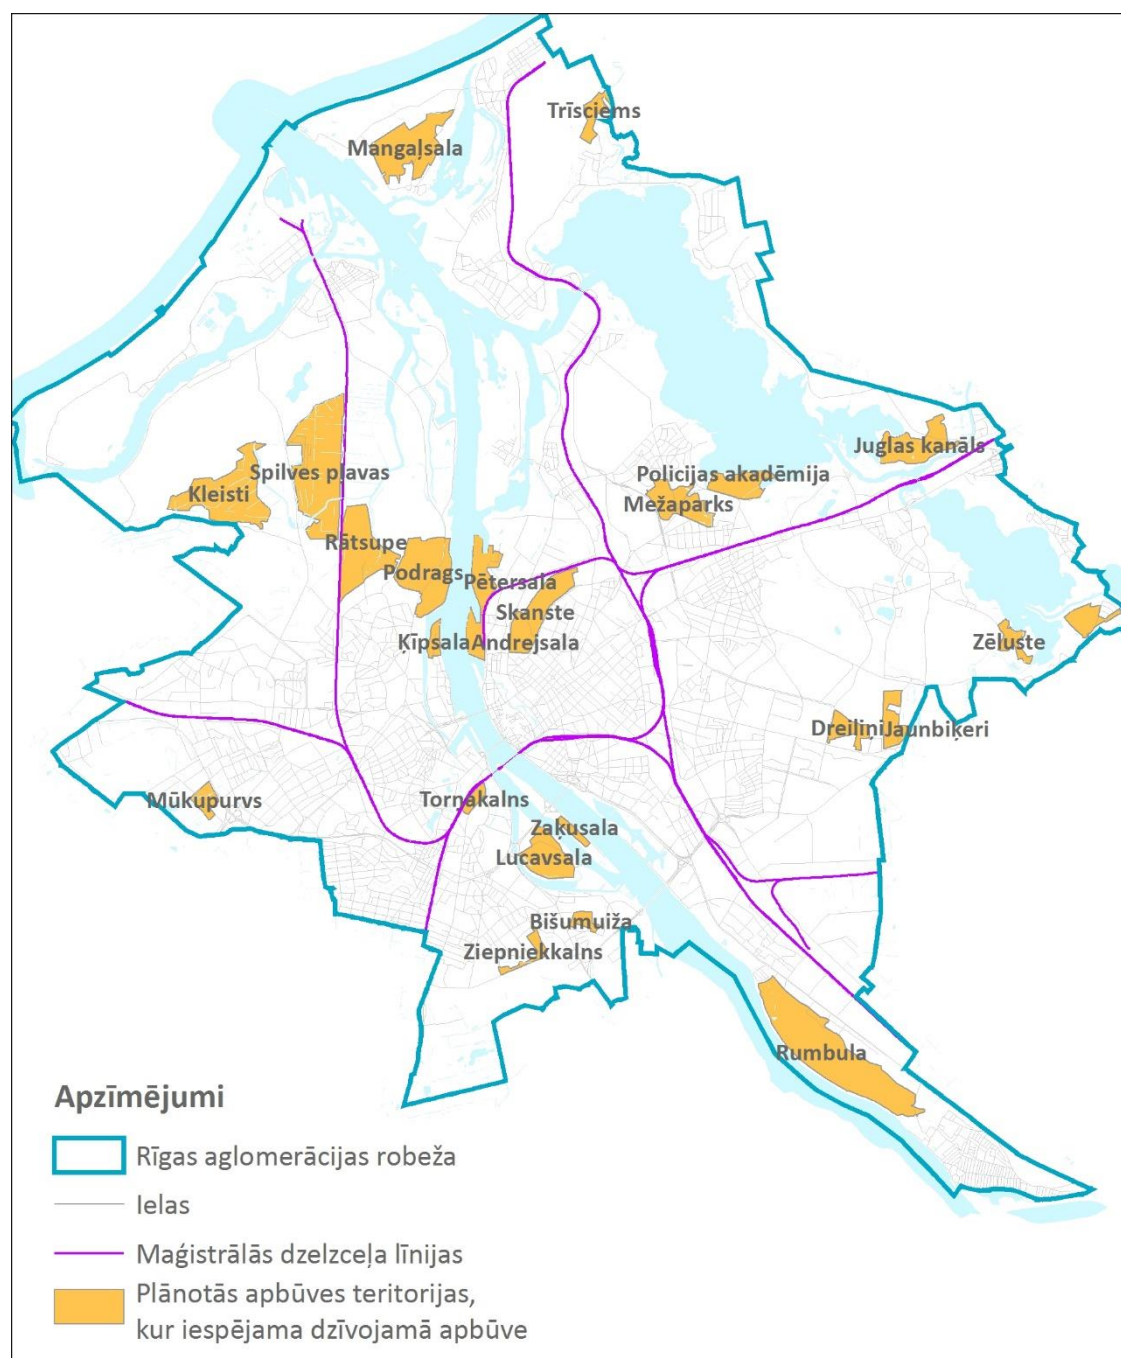 Trīsciems
Mangaļsala
Juglas kanāls
Policijas akadēmija
Spilves pļavas
Kleisti
Mežaparks
Rātsupe
Podrags
Pētersala
Skanste
Ķīpsala
Andrejsala
Zēluste
Dreiliņi
Jaunbiķeri
Mūkupurvs
Torņakalns
Zaķusala
Lucavsala
Bišumuiža
Ziepniekkalns
Rumbula
Apzīmējumi
Rīgas aglomerācijas robeža
Ielas
Maģistrālās dzelzceļa līnijas
Plānotās apbūves teritorijas,
kur iespējama dzīvojamā apbūve